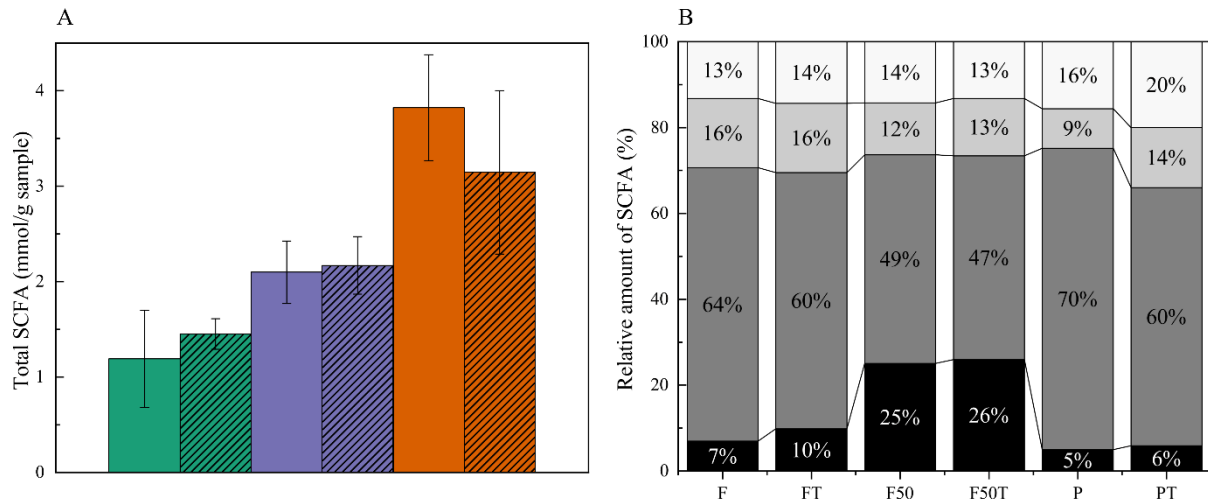 A
Total SCFA (mmol/g sample)
4
3
2
1
0
B
Relative amount of SCFA (%)
100
80
60
40
20
0
13% 14% 14% 13% 16% 20%
16% 16% 12% 13% 9% 14%
64% 60% 49% 47% 70% 60%
7% 10% 25% 26% 5% 6%
F FT F50 F50T P PT